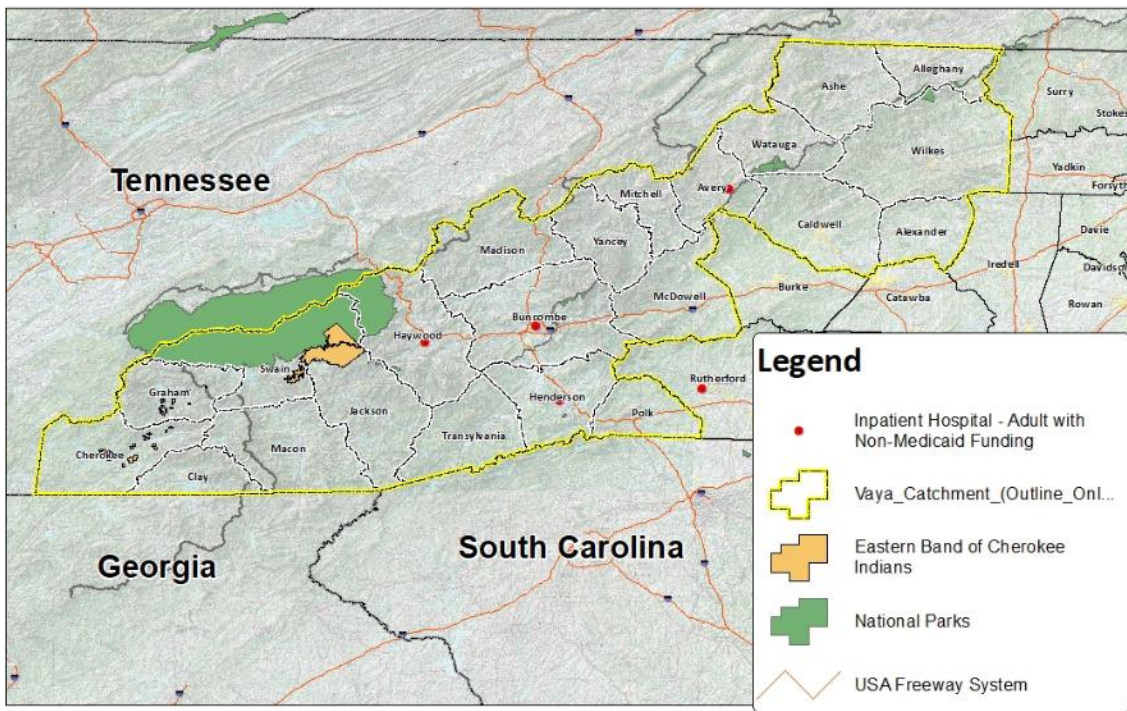 Alleghany
Ashe
Surry
Stokes
Watauga
Wilkes
Yadkin
Forsyth
Tennessee
Mitchell
Avery
Caldwell
Alexander
Davie
Madison
Yancey
Iredell
Davidson
McDowell
Burke
Catawba
Rowan
Buncombe
Haywood
Swain
Graham
Rutherford
Henderson
Polk
Jackson
Transylvania
Macon
Cherokee
Clay
Georgia
South Carolina
Legend
Inpatient Hospital - Adult with
Non-Medicaid Funding
Vaya_Catchment_(Outline_Onl...
Eastern Band of Cherokee
Indians
National Parks
USA Freeway System